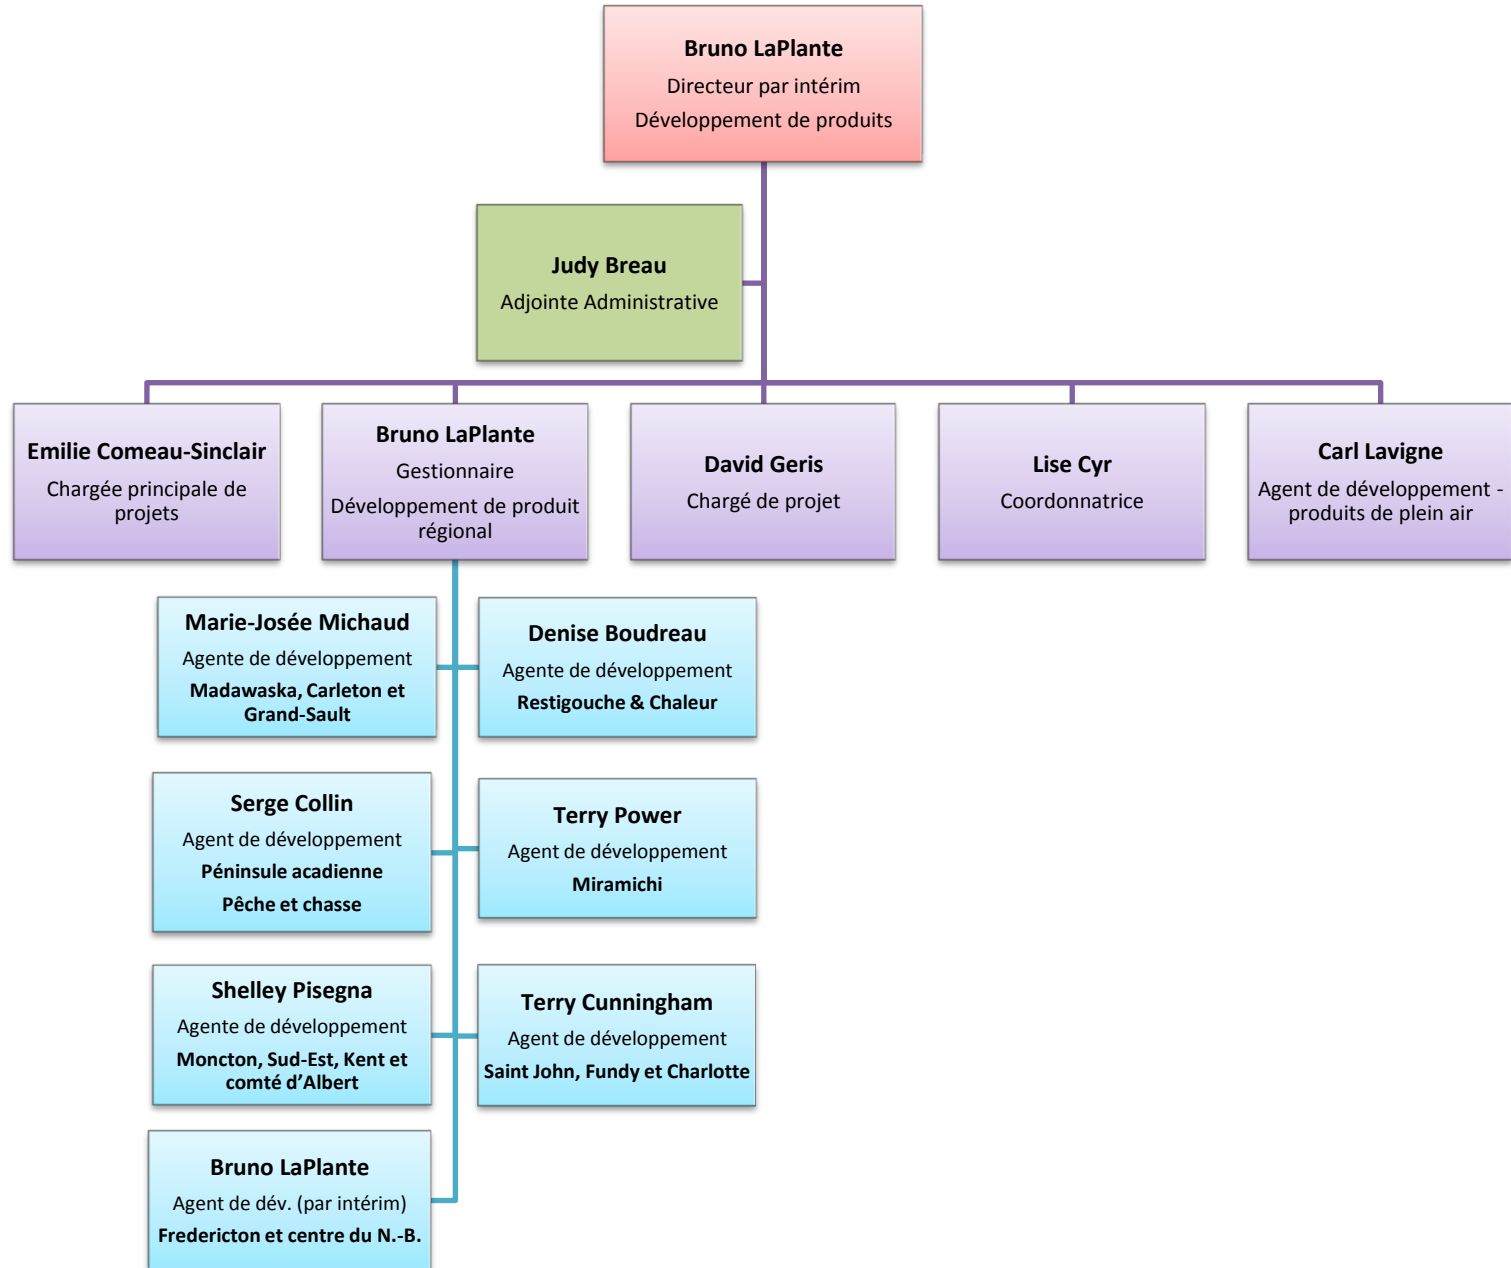 Bruno LaPlante
Directeur par intérim
Développement de produits
Judy Breau
Adjointe Administrative
Emilie Comeau-Sinclair
Chargée principale de
projets
Bruno LaPlante
Gestionnaire
Développement de produit
régional
David Geris
Chargé de projet
Lise Cyr
Coordonnatrice
Carl Lavigne
Agent de développement -
produits de plein air
Marie-Josée Michaud
Agente de développement
Madawaska, Carleton et
Grand-Sault
Denise Boudreau
Agente de développement
Restigouche & Chaleur
Serge Collin
Agent de développement
Péninsule acadienne
Pêche et chasse
Terry Power
Agent de développement
Miramichi
Shelley Pisegna
Agente de développement
Moncton, Sud-Est, Kent et
comté d’Albert
Terry Cunningham
Agent de développement
Saint John, Fundy et Charlotte
Bruno LaPlante
Agent de dév. (par intérim)
Fredericton et centre du N.-B.